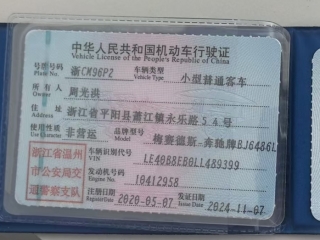 中华人民共和国机动车行驶证
Vehicle License of the People's Republic of China
号牌号码 浙CM96P2 车辆类型 小型普通客车
Plate No. Vehicle Type
所有人 周光洪
Owner
住址 浙江省平阳县萧江镇永乐路54号
Address
使用性质 非营运 品牌型号 梅赛德斯-奔驰牌BJ6486L
Use Character Model
浙江省温州市公安局交通警察支队
车辆识别代号 LE40B8EB0LL489399
VIN
发动机号码 10412958
Engine No.
注册日期 2020-05-07 发证日期 2024-11-07
Register Date Issue Date